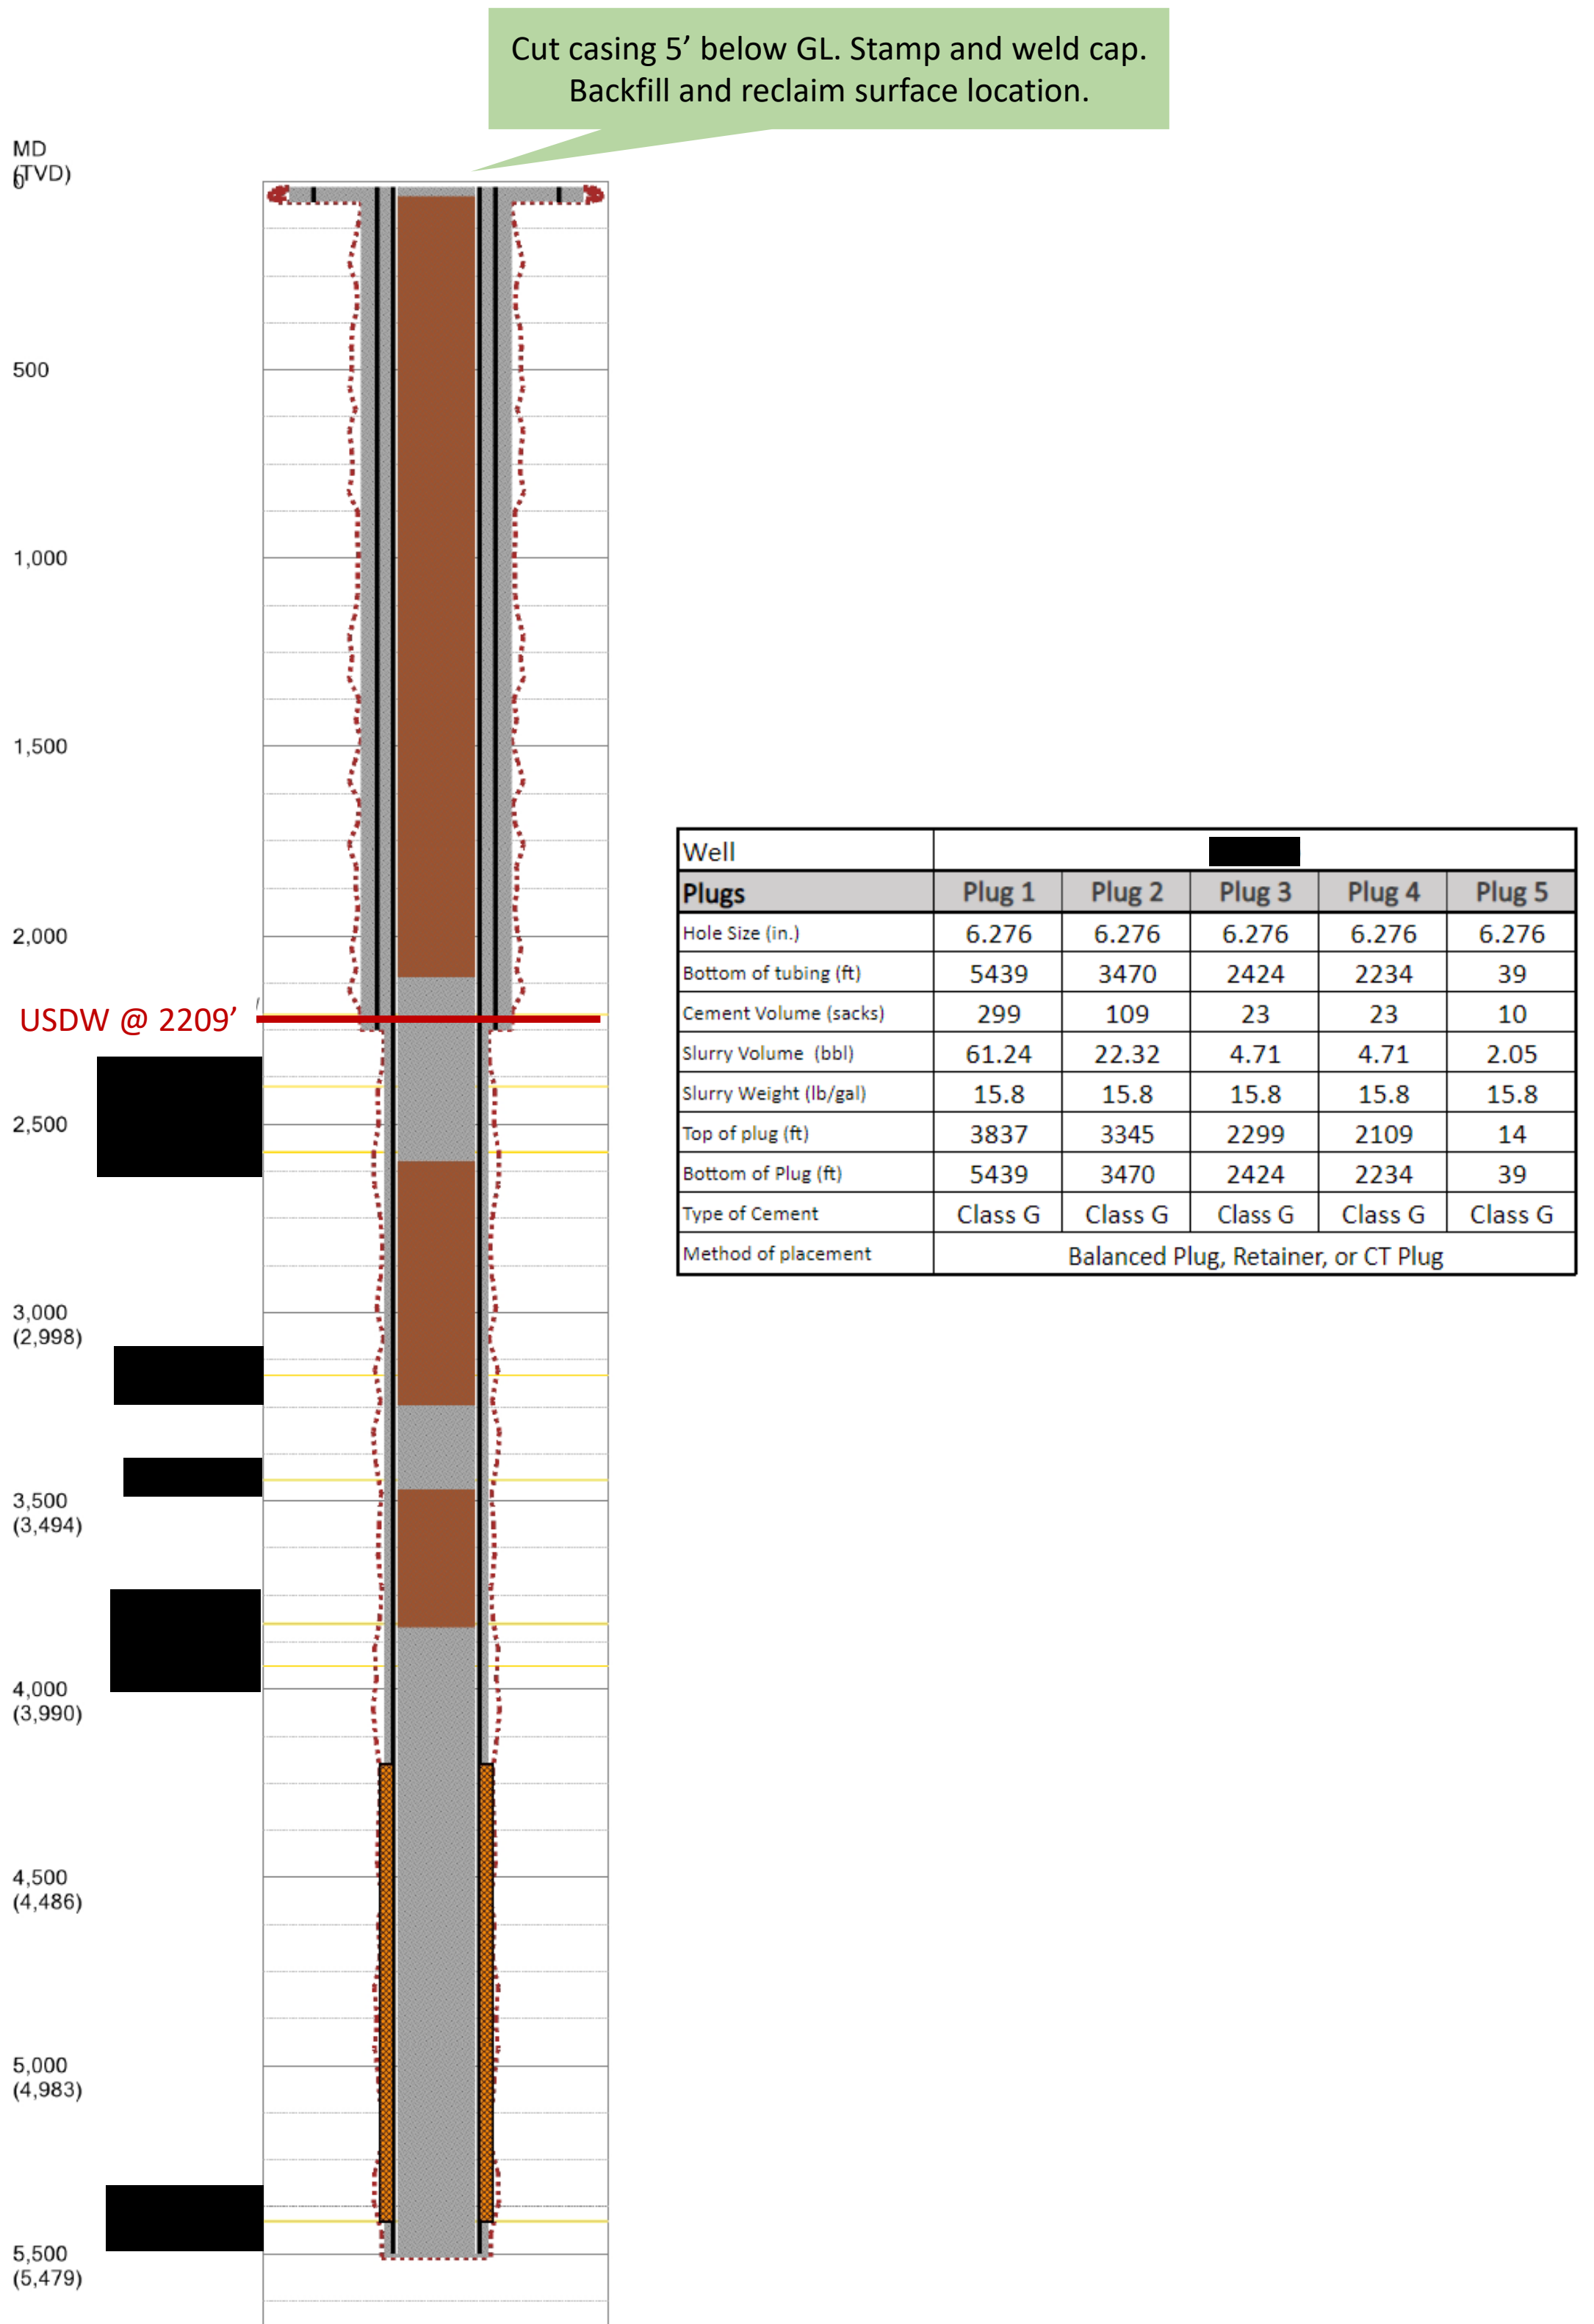 Cut casing 5’ below GL. Stamp and weld cap.
Backfill and reclaim surface location.
MD
(TVD)
0
500
1,000
1,500
2,000
USDW @ 2209’
2,500
3,000
(2,998)
3,500
(3,494)
4,000
(3,990)
4,500
(4,486)
5,000
(4,983)
5,500
(5,479)
Well
Plugs Plug 1 Plug 2 Plug 3 Plug 4 Plug 5
Hole Size (in.) 6.276 6.276 6.276 6.276 6.276
Bottom of tubing (ft) 5439 3470 2424 2234 39
Cement Volume (sacks) 299 109 23 23 10
Slurry Volume (bbl) 61.24 22.32 4.71 4.71 2.05
Slurry Weight (lb/gal) 15.8 15.8 15.8 15.8 15.8
Top of plug (ft) 3837 3345 2299 2109 14
Bottom of Plug (ft) 5439 3470 2424 2234 39
Type of Cement Class G Class G Class G Class G Class G
Method of placement Balanced Plug, Retainer, or CT Plug